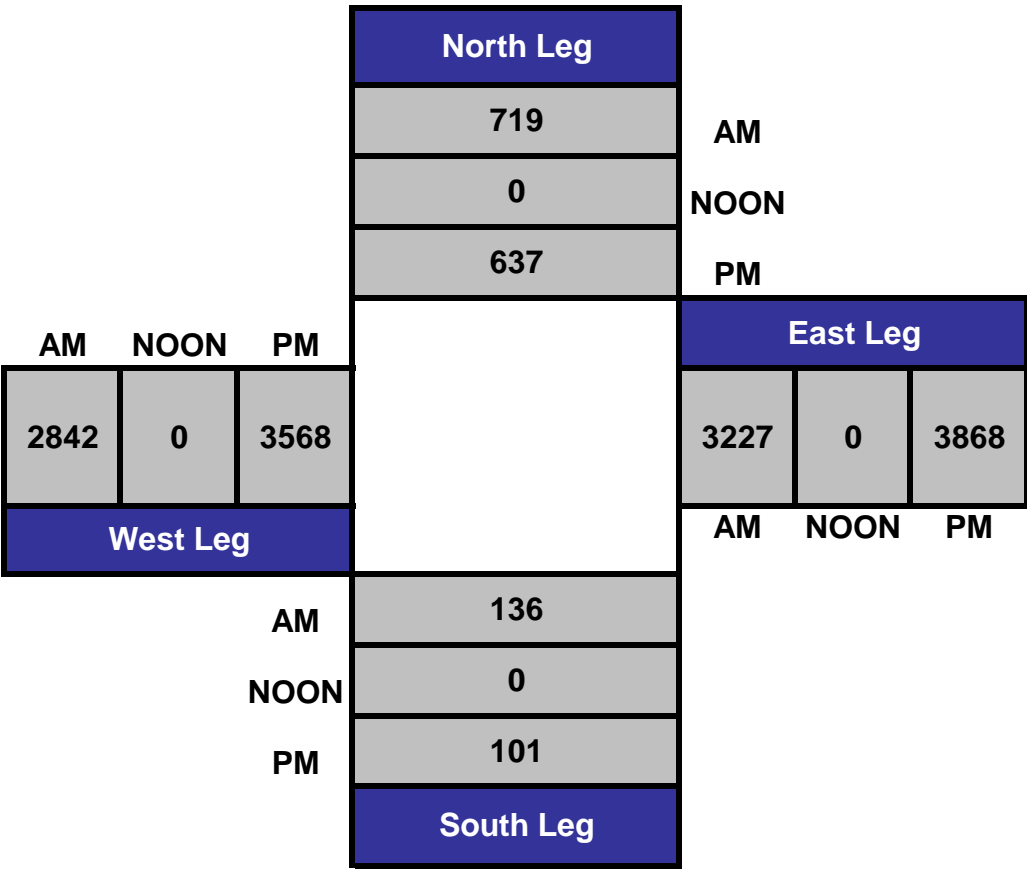 North Leg
719 AM
0 NOON
637 PM
East Leg
AM NOON PM
2842 0 3568
3227 0 3868
West Leg
AM NOON PM
AM 136
NOON 0
PM 101
South Leg